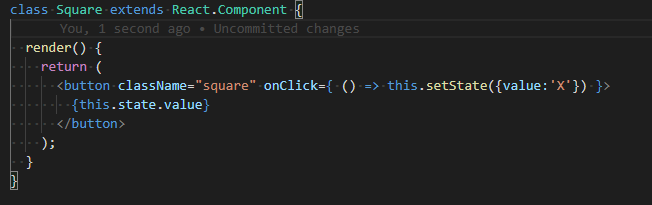 class Square extends React.Component {
You, 1 second ago • Uncommitted changes
render() {
return (
<button className="square" onClick={ () => this.setState({value:'X'}) }>
{this.state.value}
</button>
);
}
}